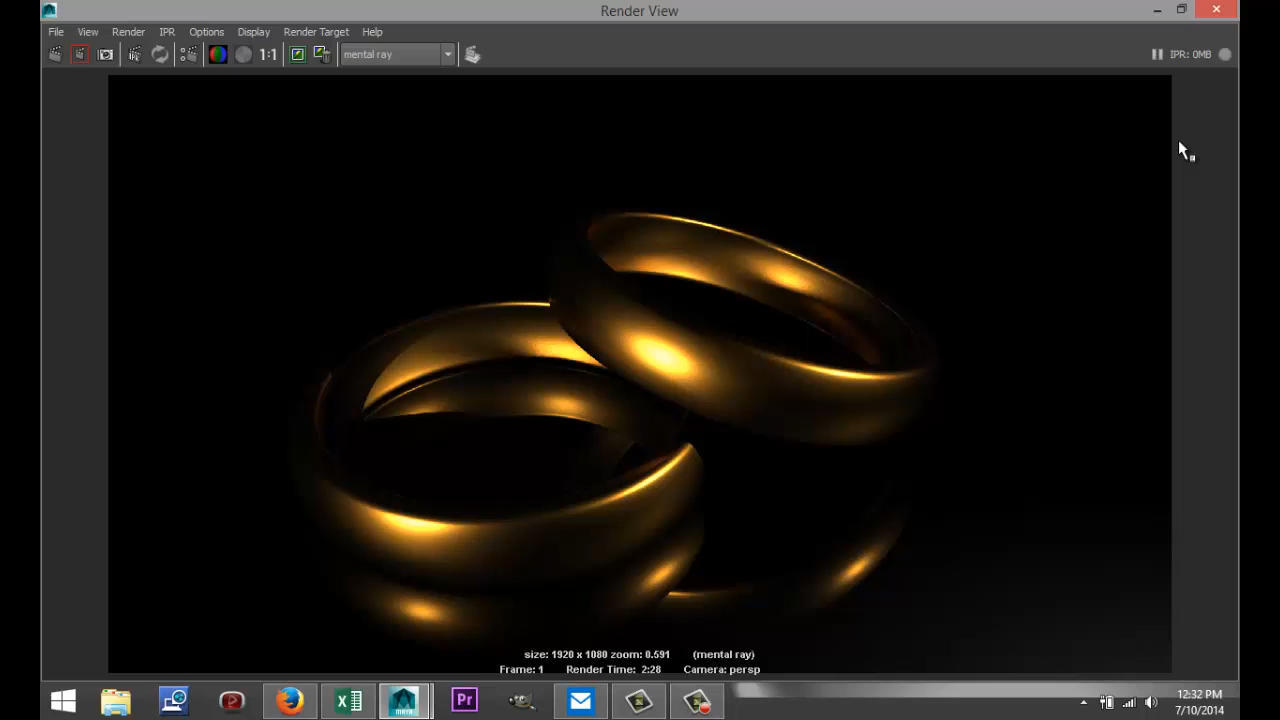 Render View
File View Render IPR Options Display Render Target Help
1:1 mental ray IPR: 0MB
size: 1920 x 1080 zoom: 0.591 (mental ray)
Frame: 1 Render Time: 2:28 Camera: persp
MAYA Pr 12:32 PM
7/10/2014